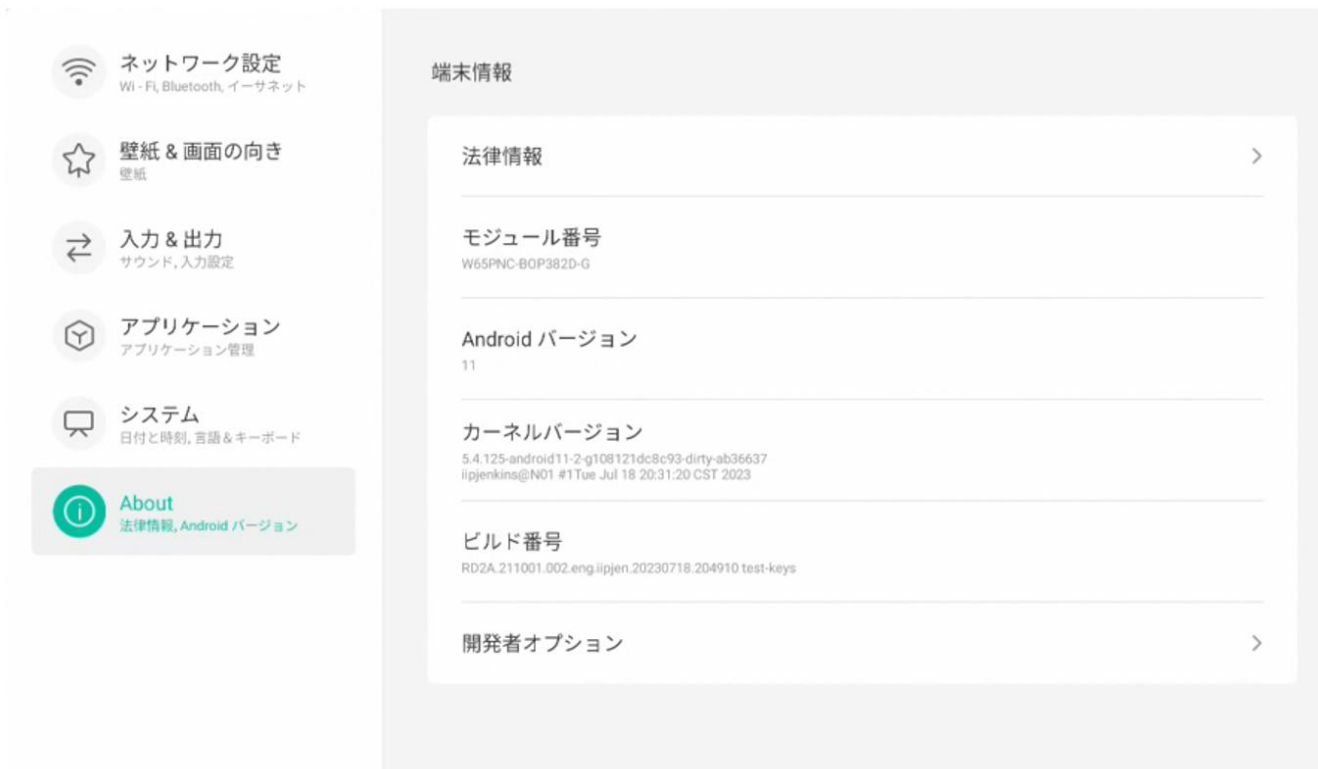 ネットワーク設定
Wi - Fi, Bluetooth, イーサネット
壁紙 & 画面の向き
壁紙
入力 & 出力
サウンド, 入力設定
アプリケーション
アプリケーション管理
システム
日付と時刻, 言語 & キーボード
About
法律情報, Android バージョン
端末情報
法律情報
モジュール番号
W65PNC-BOP382D-G
Android バージョン
11
カーネルバージョン
5.4.125-android11-2-g108121dc8c93-dirty-ab36637
iipjenkins@N01 #1Tue Jul 18 20:31:20 CST 2023
ビルド番号
RD2A.211001.002.eng.iipjen.20230718.204910 test-keys
開発者オプション